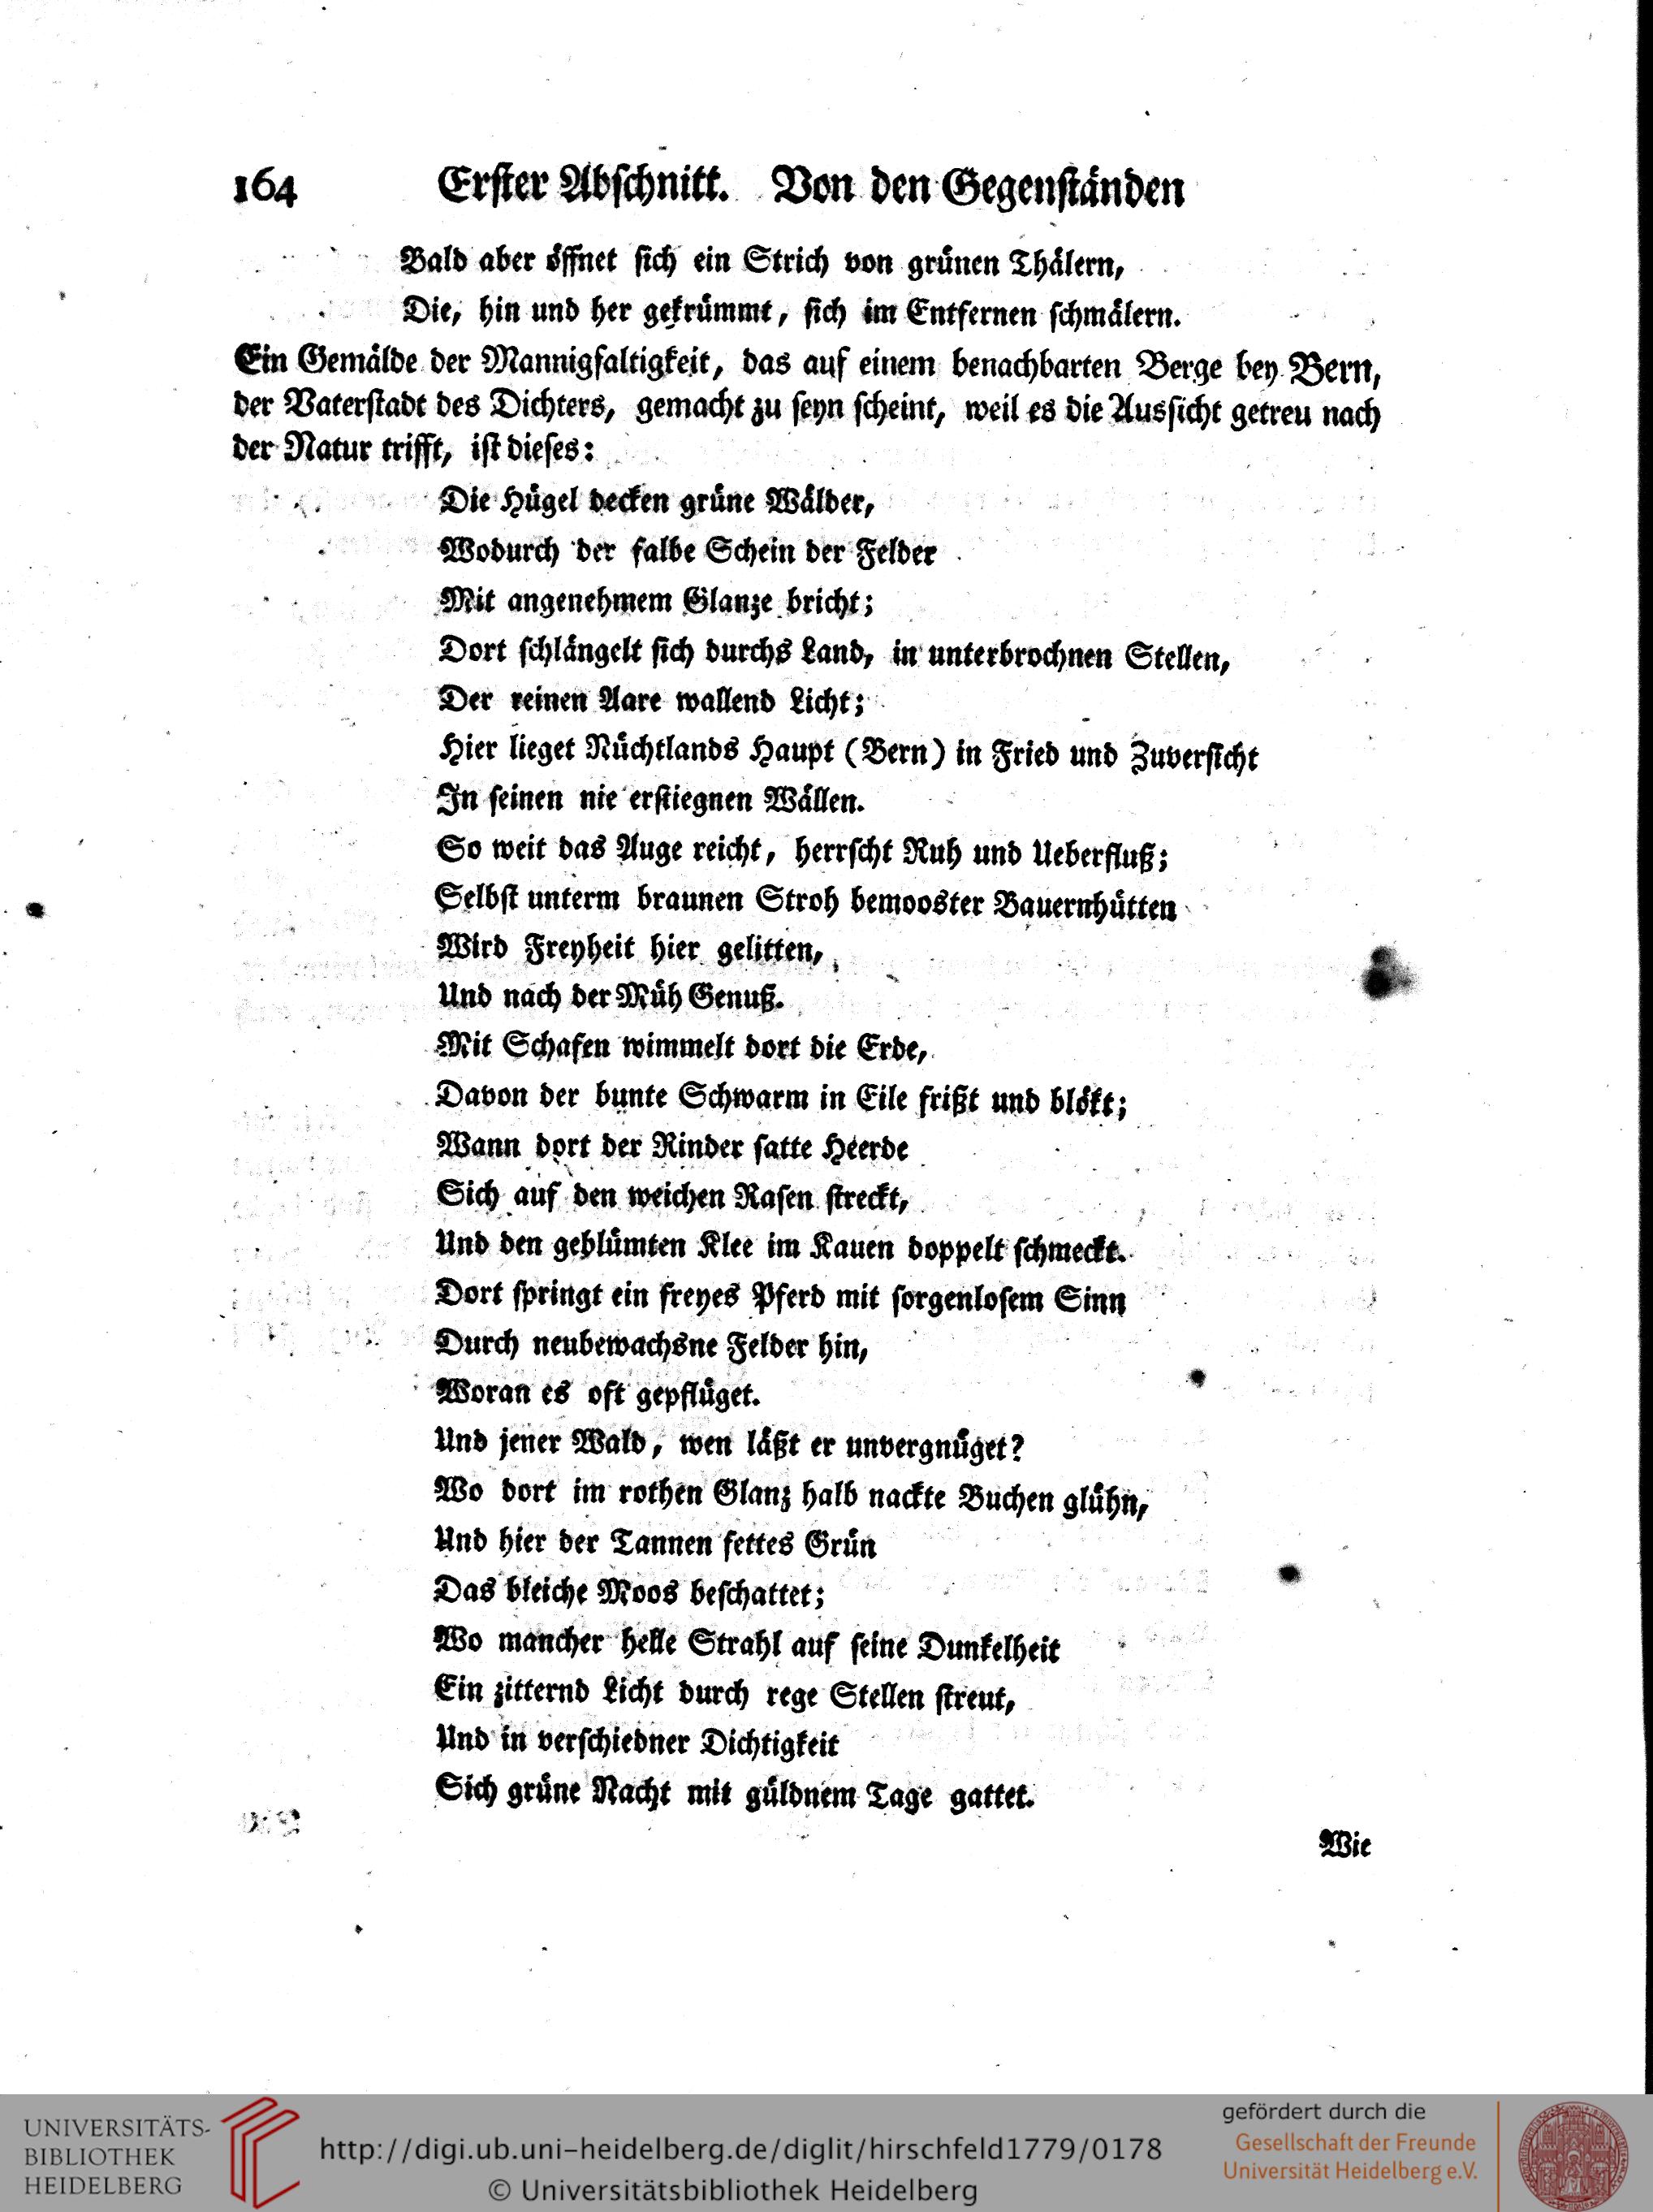 164 Erster Abschnitt. Von den Gegenständen
Bald aber öffnet sich ein Strich von grünen Thälern,
Die, hin und her gekrümmt, sich im Entfernen schmälern.
Ein Gemälde der Mannigfaltigkeit, das auf einem benachbarten Berge bey Bern,
der Vaterstadt des Dichters, gemacht zu seyn scheint, weil es die Aussicht getreu nach
der Natur trifft, ist dieses:
Die Hügel decken grüne Wälder,
Wodurch der falbe Schein der Felder
Mit angenehmem Glanze bricht;
Dort schlängelt sich durchs Land, in unterbrochnen Stellen,
Der reinen Aare wallend Licht;
Hier lieget Nüchtlands Haupt (Bern) in Fried und Zuversicht
In seinen nie erstiegnen Wällen.
So weit das Auge reicht, herrscht Ruh und Ueberfluß;
Selbst unterm braunen Stroh bemooster Bauernhütten
Wird Freyheit hier gelitten,
Und nach der Müh Genuß.
Mit Schafen wimmelt dort die Erde,
Davon der bunte Schwarm in Eile frißt und blökt;
Wann dort der Rinder satte Heerde
Sich auf den weichen Rasen streckt,
Und den geblümten Klee im Kauen doppelt schmeckt.
Dort springt ein freyes Pferd mit sorgenlosem Sinn
Durch neubewachsne Felder hin,
Woran es oft gepflüget.
Und jener Wald, wen läßt er unvergnüget?
Wo dort im rothen Glanz halb nackte Buchen glühn,
Und hier der Tannen fettes Grün
Das bleiche Moos beschattet;
Wo mancher helle Strahl auf seine Dunkelheit
Ein zitternd Licht durch rege Stellen streut,
Und in verschiedner Dichtigkeit
Sich grüne Nacht mit güldnem Tage gattet.
Wie
UNIVERSITÄTS-
BIBLIOTHEK
HEIDELBERG
http://digi.ub.uni-heidelberg.de/diglit/hirschfeld1779/0178
© Universitätsbibliothek Heidelberg
gefördert durch die
Gesellschaft der Freunde
Universität Heidelberg e.V.